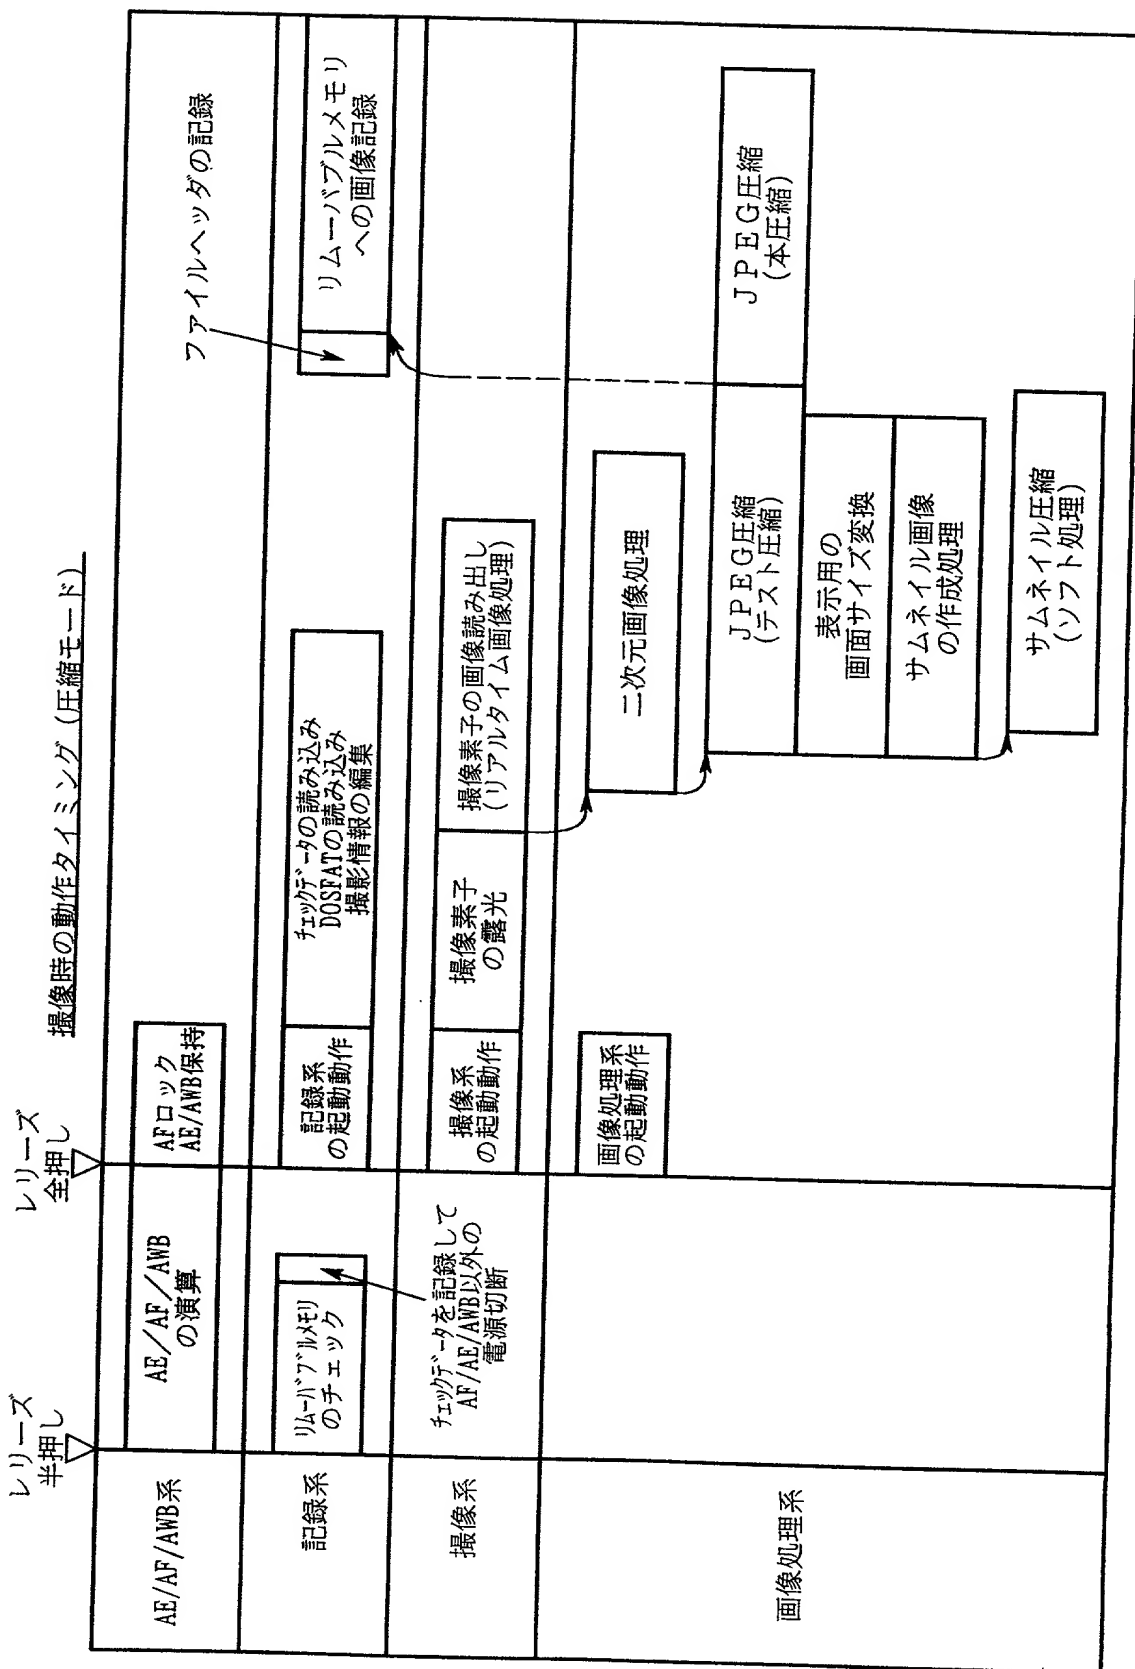 撮像時の動作タイミング (圧縮モード)
レリーズ
半押し
レリーズ
全押し
AE/AF/AWB系
AE/AF/AWB
の演算
AFロック
AE/AWB保持
ファイルヘッダの記録
記録系
リムーバブルメモリ
のチェック
記録系
の起動動作
チェックデータの読み込み
DOSFATの読み込み
撮影情報の編集
リムーバブルメモリ
への画像記録
撮像系
チェックデータを記録して
AF/AE/AWB以外の
電源切断
撮像系
の起動動作
撮像素子
の露光
撮像素子の画像読み出し
(リアルタイム画像処理)
画像処理系
画像処理系
の起動動作
二次元画像処理
JPEG圧縮
(テスト圧縮)
JPEG圧縮
(本圧縮)
表示用の
画面サイズ変換
サムネイル画像
の作成処理
サムネイル圧縮
(ソフト処理)